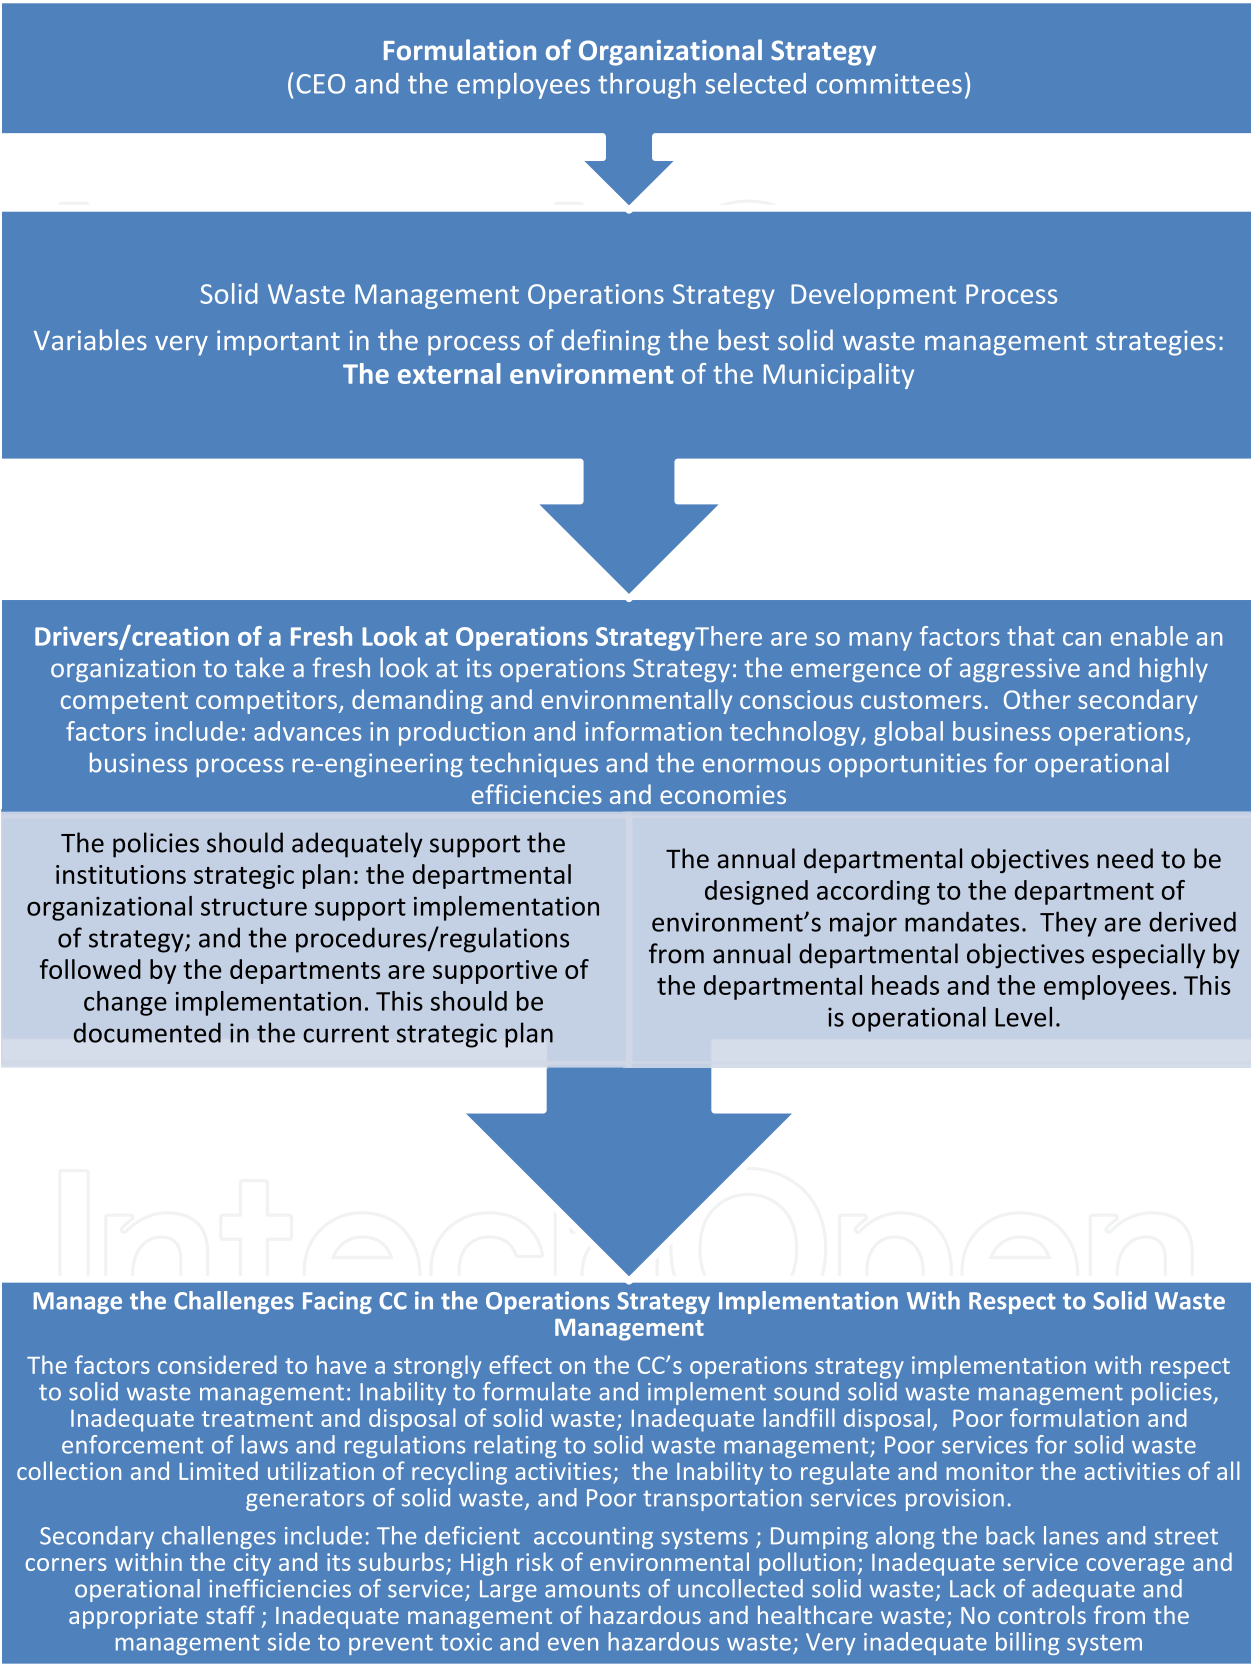 Formulation of Organizational Strategy
(CEO and the employees through selected committees)
Solid Waste Management Operations Strategy  Development Process
Variables very important in the process of defining the best solid waste management strategies:
The external environment of the Municipality
Drivers/creation of a Fresh Look at Operations StrategyThere are so many factors that can enable an
organization to take a fresh look at its operations Strategy: the emergence of aggressive and highly
competent competitors, demanding and environmentally conscious customers.  Other secondary
factors include: advances in production and information technology, global business operations,
business process re-engineering techniques and the enormous opportunities for operational
efficiencies and economies
The policies should adequately support the
institutions strategic plan: the departmental
organizational structure support implementation
of strategy; and the procedures/regulations
followed by the departments are supportive of
change implementation. This should be
documented in the current strategic plan
The annual departmental objectives need to be
designed according to the department of
environment’s major mandates.  They are derived
from annual departmental objectives especially by
the departmental heads and the employees. This
is operational Level.
IntechOpen
Manage the Challenges Facing CC in the Operations Strategy Implementation With Respect to Solid Waste
Management
The factors considered to have a strongly effect on the CC’s operations strategy implementation with respect
to solid waste management: Inability to formulate and implement sound solid waste management policies,
Inadequate treatment and disposal of solid waste; Inadequate landfill disposal,  Poor formulation and
enforcement of laws and regulations relating to solid waste management; Poor services for solid waste
collection and Limited utilization of recycling activities;  the Inability to regulate and monitor the activities of all
generators of solid waste, and Poor transportation services provision.
Secondary challenges include: The deficient  accounting systems ; Dumping along the back lanes and street
corners within the city and its suburbs; High risk of environmental pollution; Inadequate service coverage and
operational inefficiencies of service; Large amounts of uncollected solid waste; Lack of adequate and
appropriate staff ; Inadequate management of hazardous and healthcare waste; No controls from the
management side to prevent toxic and even hazardous waste; Very inadequate billing system